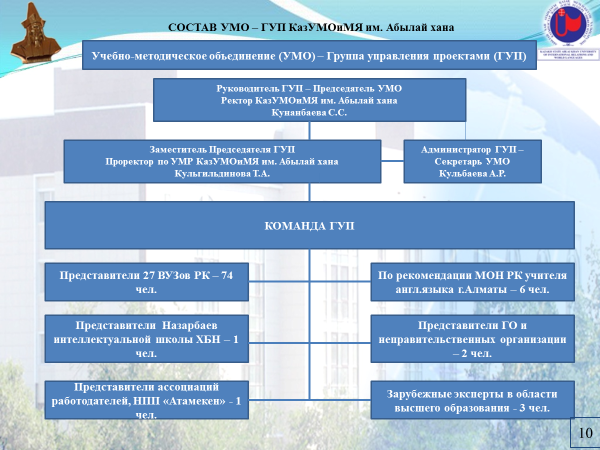 СОСТАВ УМО – ГУП КазУМОиМЯ им. Абылай хана
Учебно-методическое объединение (УМО) – Группа управления проектами (ГУП)
Руководитель ГУП – Председатель УМО
Ректор КазУМОиМЯ им. Абылай хана
Кунанбаева С.С.
Заместитель Председателя ГУП
Проректор по УМР КазУМОиМЯ им. Абылай хана
Кульгильдинова Т.А.
Администратор ГУП –
Секретарь УМО
Кульбаева А.Р.
КОМАНДА ГУП
Представители 27 ВУЗов РК – 74
чел.
По рекомендации МОН РК учителя
англ.языка г.Алматы – 6 чел.
Представители Назарбаев
интеллектуальной школы ХБН – 1
чел.
Представители ГО и
неправительственных организации
– 2 чел.
Представители ассоциаций
работодателей, НПП «Атамекен» - 1
чел.
Зарубежные эксперты в области
высшего образования - 3 чел.
10